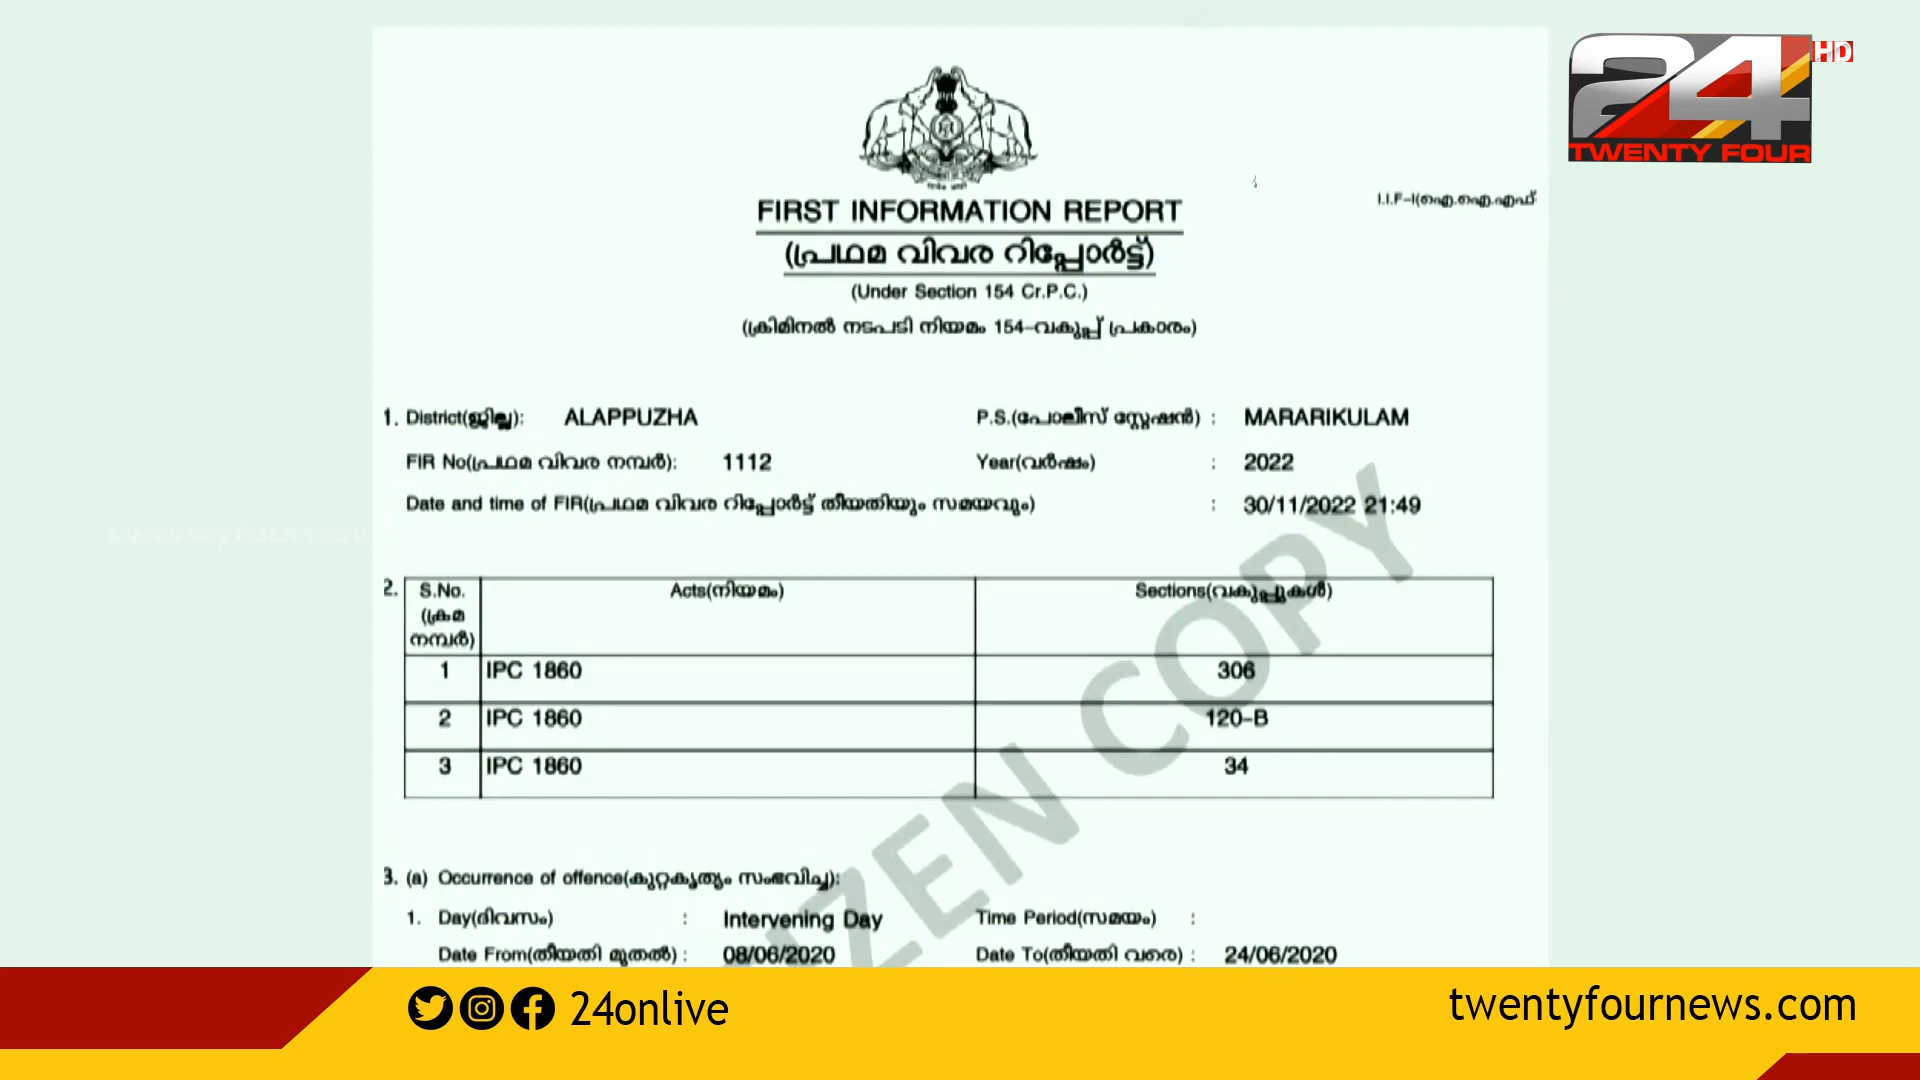 24 HD
TWENTY FOUR
I.I.F-I(ഐ.ഐ.എഫ്
FIRST INFORMATION REPORT
(പ്രഥമ വിവര റിപ്പോർട്ട്)
(Under Section 154 Cr.P.C.)
(ക്രിമിനൽ നടപടി നിയമം 154-വകുപ്പ് പ്രകാരം)
1. District(ജില്ല): ALAPPUZHA P.S.(പോലീസ് സ്റ്റേഷൻ) : MARARIKULAM
FIR No(പ്രഥമ വിവര നമ്പർ): 1112 Year(വർഷം) : 2022
Date and time of FIR(പ്രഥമ വിവര റിപ്പോർട്ട് തീയതിയും സമയവും) : 30/11/2022 21:49
2. S.No. (ക്രമ നമ്പർ) Acts(നിയമം) Sections(വകുപ്പുകൾ)
1 IPC 1860 306
2 IPC 1860 120-B
3 IPC 1860 34
3. (a) Occurrence of offence(കുറ്റകൃത്യം സംഭവിച്ച):
1. Day(ദിവസം) : Intervening Day Time Period(സമയം) :
Date From(തീയതി മുതൽ) : 08/06/2020 Date To(തീയതി വരെ) : 24/06/2020
IZEN COPY
twentyfournew
24onlive
twentyfournews.com